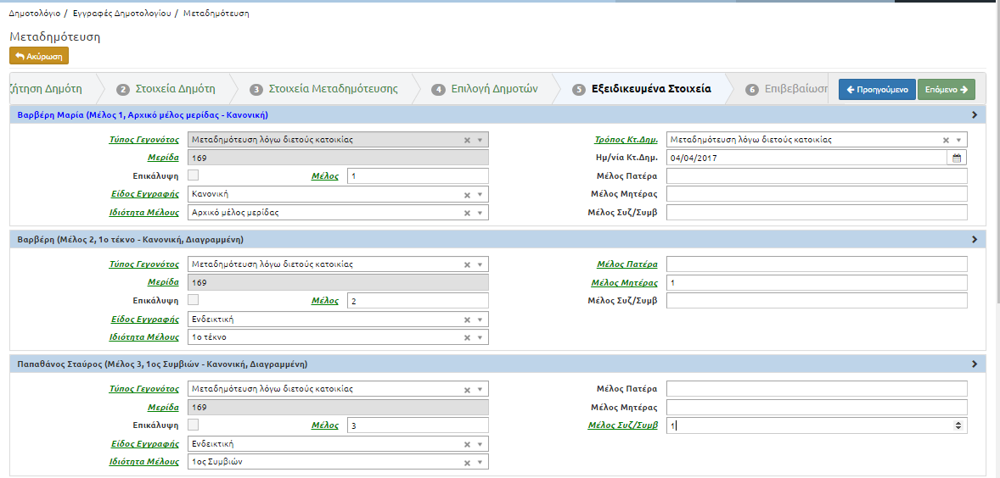 Δημοτολόγιο / Εγγραφές Δημοτολογίου / Μεταδημότευση
Μεταδημότευση
Ακύρωση
ζήτηση Δημότη 2 Στοιχεία Δημότη 3 Στοιχεία Μεταδημότευσης 4 Επιλογή Δημοτών 5 Εξειδικευμένα Στοιχεία 6 Επιβεβαίωσ Προηγούμενο Επόμενο
Βαρβέρη Μαρία (Μέλος 1, Αρχικό μέλος μερίδας - Κανονική)
Τύπος Γεγονότος Μεταδημότευση λόγω διετούς κατοικίας Τρόπος Κτ.Δημ. Μεταδημότευση λόγω διετούς κατοικίας
Μερίδα 169 Ημ/νία Κτ.Δημ. 04/04/2017
Επικάλυψη Μέλος 1 Μέλος Πατέρα
Είδος Εγγραφής Κανονική Μέλος Μητέρας
Ιδιότητα Μέλους Αρχικό μέλος μερίδας Μέλος Συζ/Συμβ
Βαρβέρη (Μέλος 2, 1ο τέκνο - Κανονική, Διαγραμμένη)
Τύπος Γεγονότος Μεταδημότευση λόγω διετούς κατοικίας Μέλος Πατέρα
Μερίδα 169 Μέλος Μητέρας 1
Επικάλυψη Μέλος 2 Μέλος Συζ/Συμβ
Είδος Εγγραφής Ενδεικτική
Ιδιότητα Μέλους 1ο τέκνο
Παπαθάνος Σταύρος (Μέλος 3, 1ος Συμβιών - Κανονική, Διαγραμμένη)
Τύπος Γεγονότος Μεταδημότευση λόγω διετούς κατοικίας Μέλος Πατέρα
Μερίδα 169 Μέλος Μητέρας
Επικάλυψη Μέλος 3 Μέλος Συζ/Συμβ 1
Είδος Εγγραφής Ενδεικτική
Ιδιότητα Μέλους 1ος Συμβιών